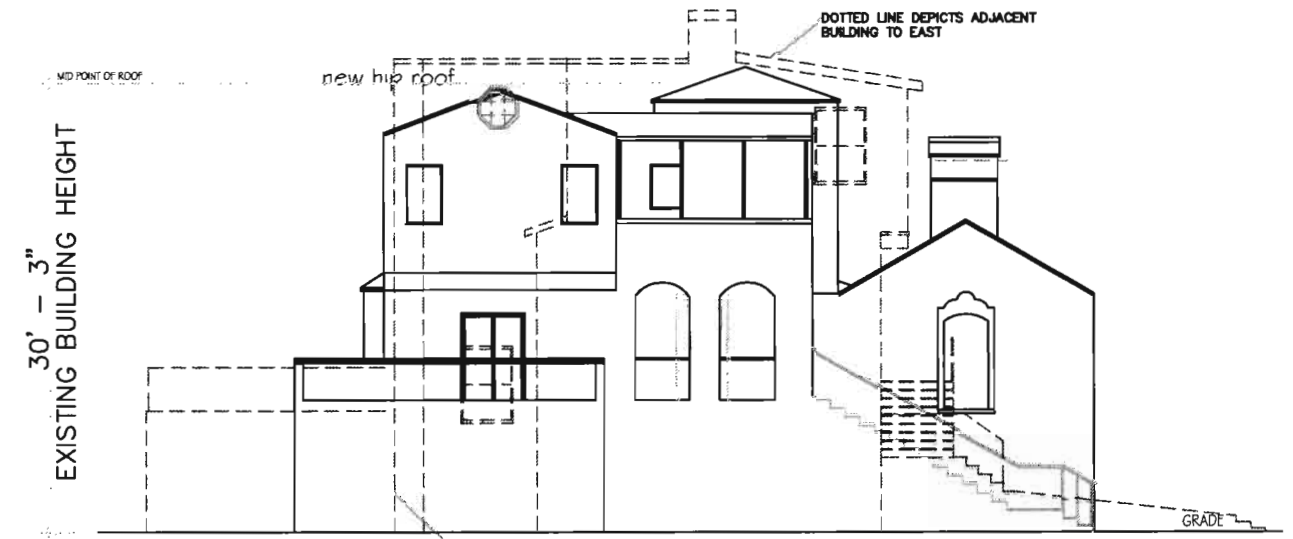 DOTTED LINE DEPICTS ADJACENT
BUILDING TO EAST
MID POINT OF ROOF
new hip roof
30' - 3"
EXISTING BUILDING HEIGHT
GRADE